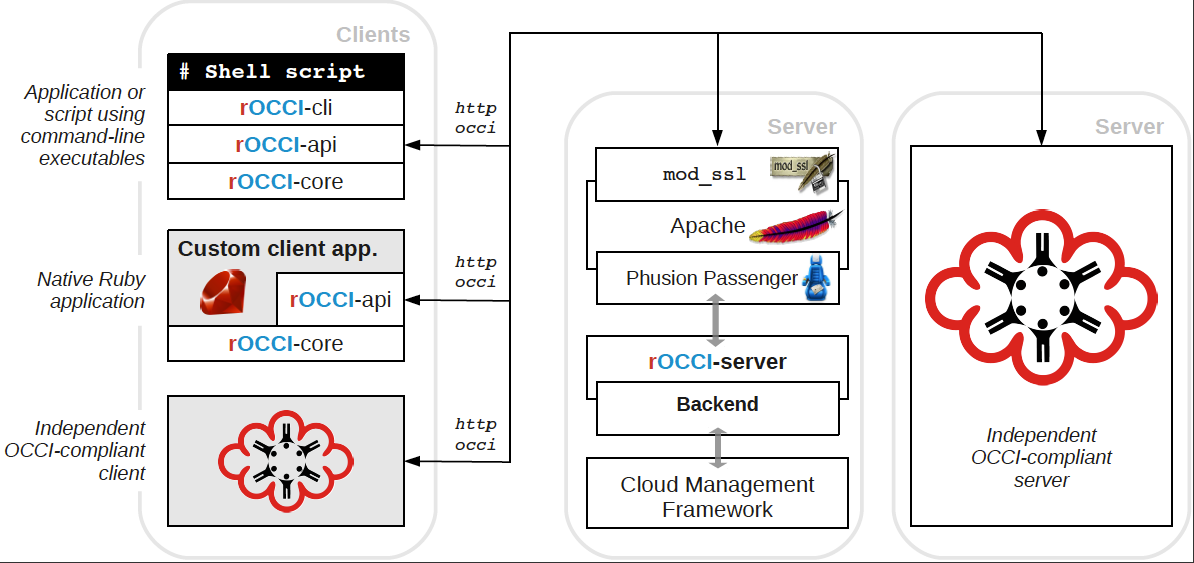 Clients
Application or
script using
command-line
executables
# Shell script
rOCCI-cli
rOCCI-api
rOCCI-core
http
occi
Native Ruby
application
Custom client app.
rOCCI-api
rOCCI-core
http
occi
Independent
OCCI-compliant
client
http
occi
Server
mod_ssl
mod_ssl
Apache
Phusion Passenger
rOCCI-server
Backend
Cloud Management
Framework
Server
Independent
OCCI-compliant
server